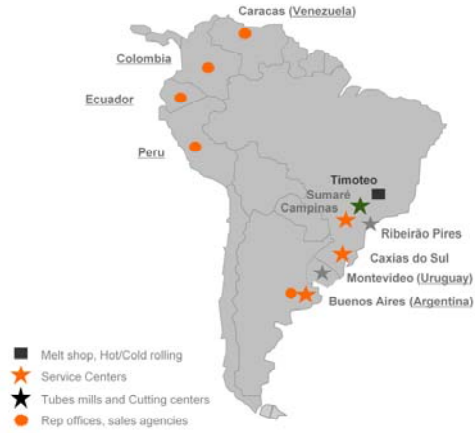 Caracas (Venezuela)
Colombia
Ecuador
Peru
Timoteo
Sumaré
Campinas
Ribeirão Pires
Caxias do Sul
Montevideo (Uruguay)
Buenos Aires (Argentina)
Melt shop, Hot/Cold rolling
Service Centers
Tubes mills and Cutting centers
Rep offices, sales agencies